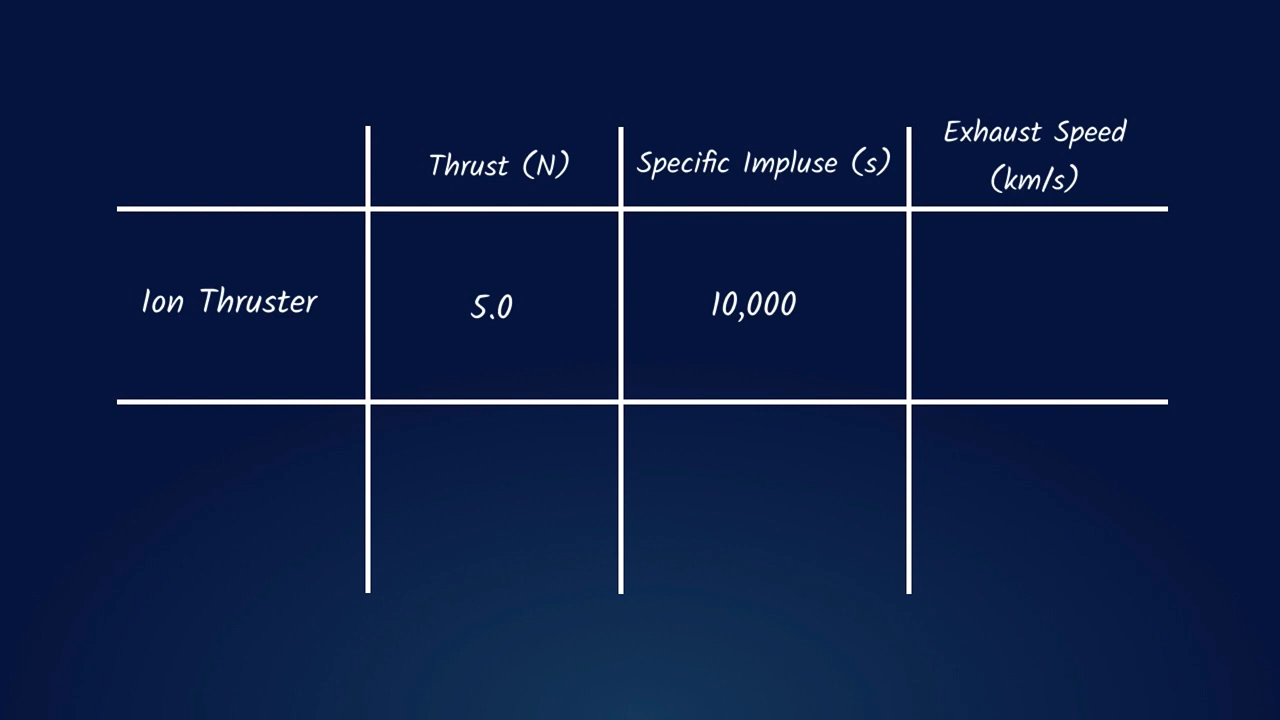 Thrust (N)
Specific Impluse (s)
Exhaust Speed
(km/s)
Ion Thruster
5.0
10,000